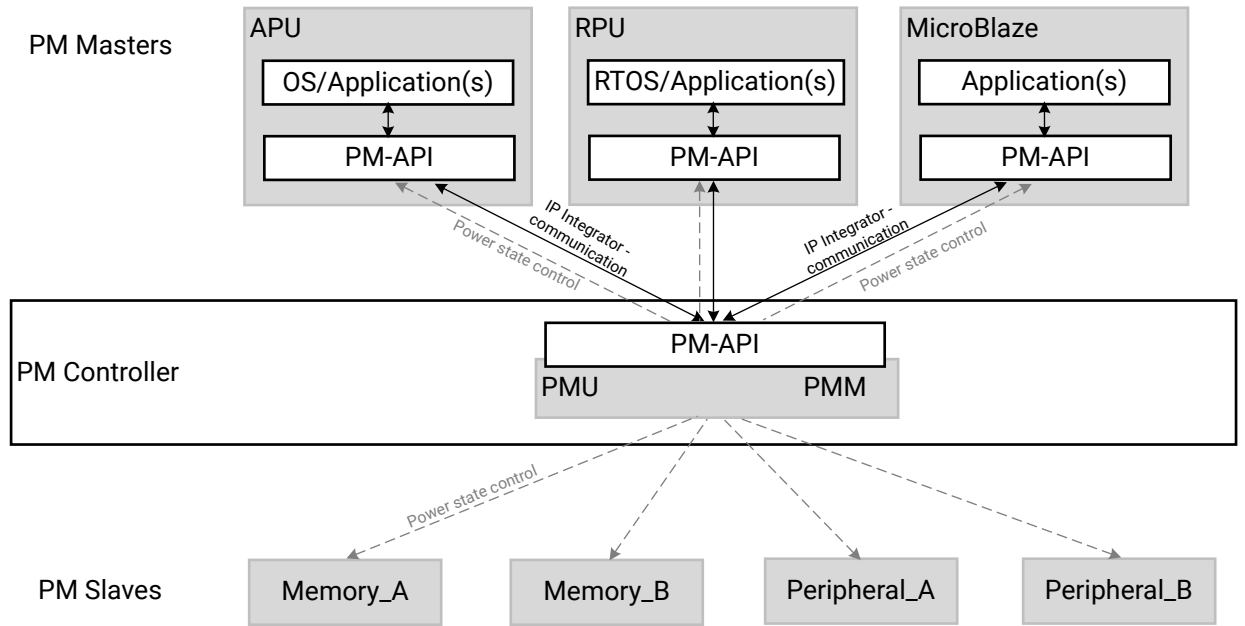 PM Masters
APU
RPU
MicroBlaze
OS/Application(s)
RTOS/Application(s)
Application(s)
PM-API
PM-API
PM-API
IP Integrator -
communication
Power state control
IP Integrator -
communication
Power state control
PM-API
PM Controller
PMU
PMM
Power state control
PM Slaves
Memory_A
Memory_B
Peripheral_A
Peripheral_B